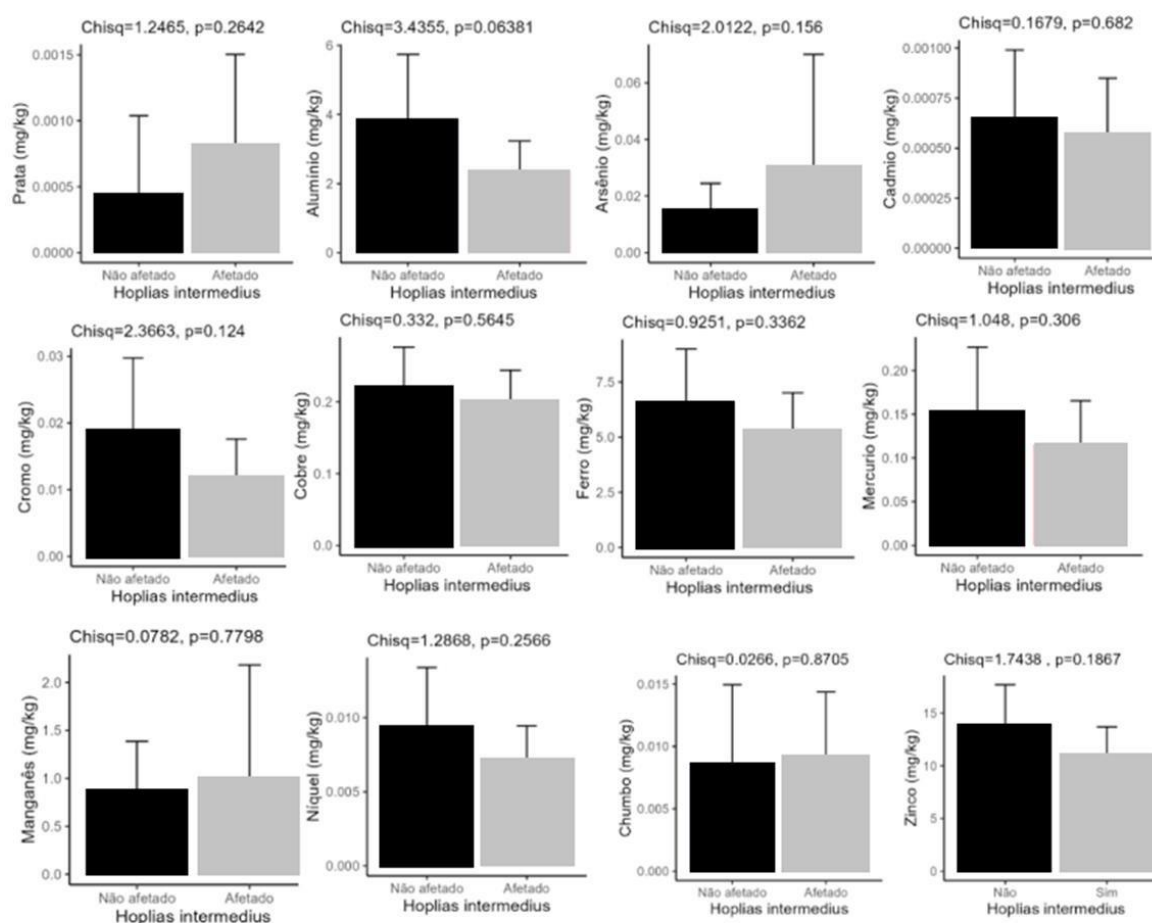 Chisq=1.2465, p=0.2642
Prata (mg/kg)
0.0015
0.0010
0.0005
0.0000
Não afetado Afetado
Hoplias intermedius
Chisq=3.4355, p=0.06381
Alumínio (mg/kg)
6
4
2
0
Não afetado Afetado
Hoplias intermedius
Chisq=2.0122, p=0.156
Arsênio (mg/kg)
0.06
0.04
0.02
0.00
Não afetado Afetado
Hoplias intermedius
Chisq=0.1679, p=0.682
Cadmio (mg/kg)
0.00100
0.00075
0.00050
0.00025
0.00000
Não afetado Afetado
Hoplias intermedius
Chisq=2.3663, p=0.124
Cromo (mg/kg)
0.03
0.02
0.01
0.00
Não afetado Afetado
Hoplias intermedius
Chisq=0.332, p=0.5645
Cobre (mg/kg)
0.2
0.1
0.0
Não afetado Afetado
Hoplias intermedius
Chisq=0.9251, p=0.3362
Ferro (mg/kg)
7.5
5.0
2.5
0.0
Não afetado Afetado
Hoplias intermedius
Chisq=1.048, p=0.306
Mercurio (mg/kg)
0.20
0.15
0.10
0.05
0.00
Não afetado Afetado
Hoplias intermedius
Chisq=0.0782, p=0.7798
Manganês (mg/kg)
2.0
1.5
1.0
0.5
0.0
Não afetado Afetado
Hoplias intermedius
Chisq=1.2868, p=0.2566
Níquel (mg/kg)
0.010
0.005
0.000
Não afetado Afetado
Hoplias intermedius
Chisq=0.0266, p=0.8705
Chumbo (mg/kg)
0.015
0.010
0.005
0.000
Não afetado Afetado
Hoplias intermedius
Chisq=1.7438 , p=0.1867
Zinco (mg/kg)
15
10
5
0
Não Sim
Hoplias intermedius